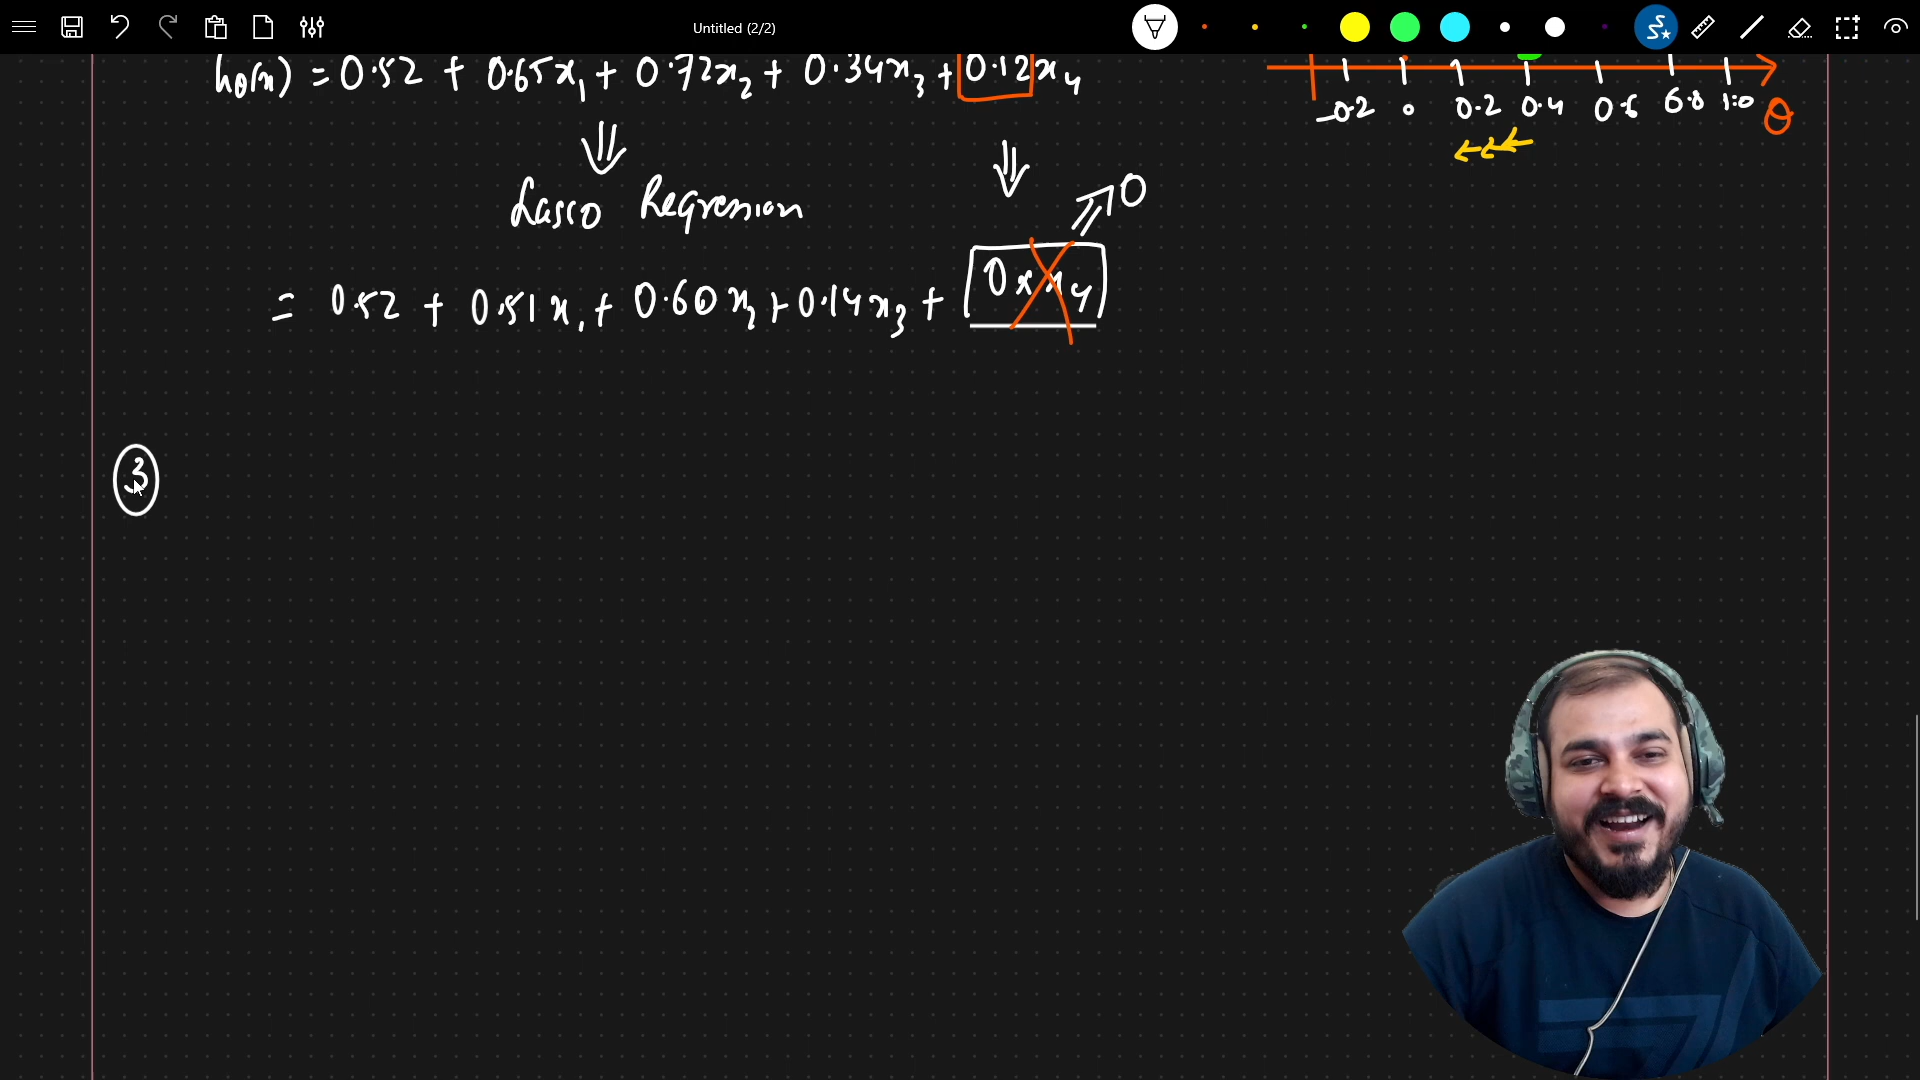 Untitled (2/2)
hθ(x) = 0.52 + 0.65x₁ + 0.72x₂ + 0.34x₃ + 0.12x₄
-0.2 0 0.2 0.4 0.6 0.8 1.0 θ
Lasso Regression
0
= 0.52 + 0.51x₁ + 0.60x₂ + 0.14x₃ + 0 × x₄
3